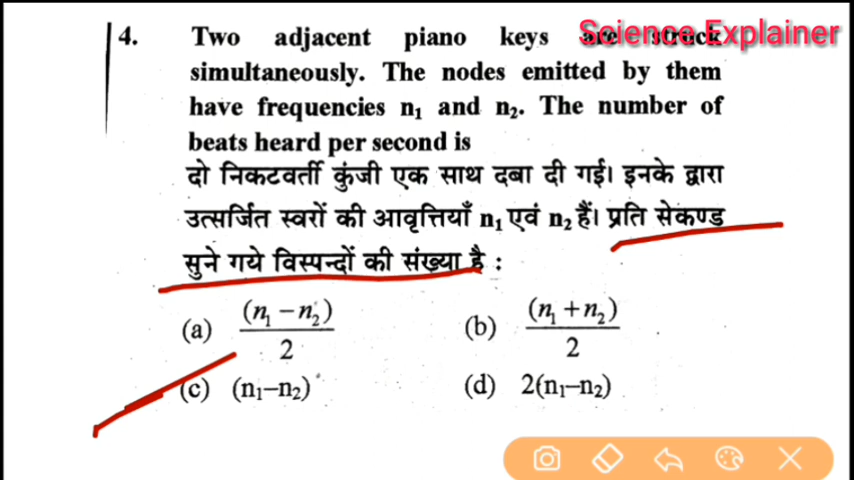 Science Explainer
4. Two adjacent piano keys are struck
simultaneously. The nodes emitted by them
have frequencies n₁ and n₂. The number of
beats heard per second is
दो निकटवर्ती कुंजी एक साथ दबा दी गई। इनके द्वारा
उत्सर्जित स्वरों की आवृत्तियाँ n₁ एवं n₂ हैं। प्रति सेकण्ड
सुने गये विस्पन्दों की संख्या है :
(a) (n₁ – n₂)/2 (b) (n₁ + n₂)/2
(c) (n₁–n₂) (d) 2(n₁–n₂)